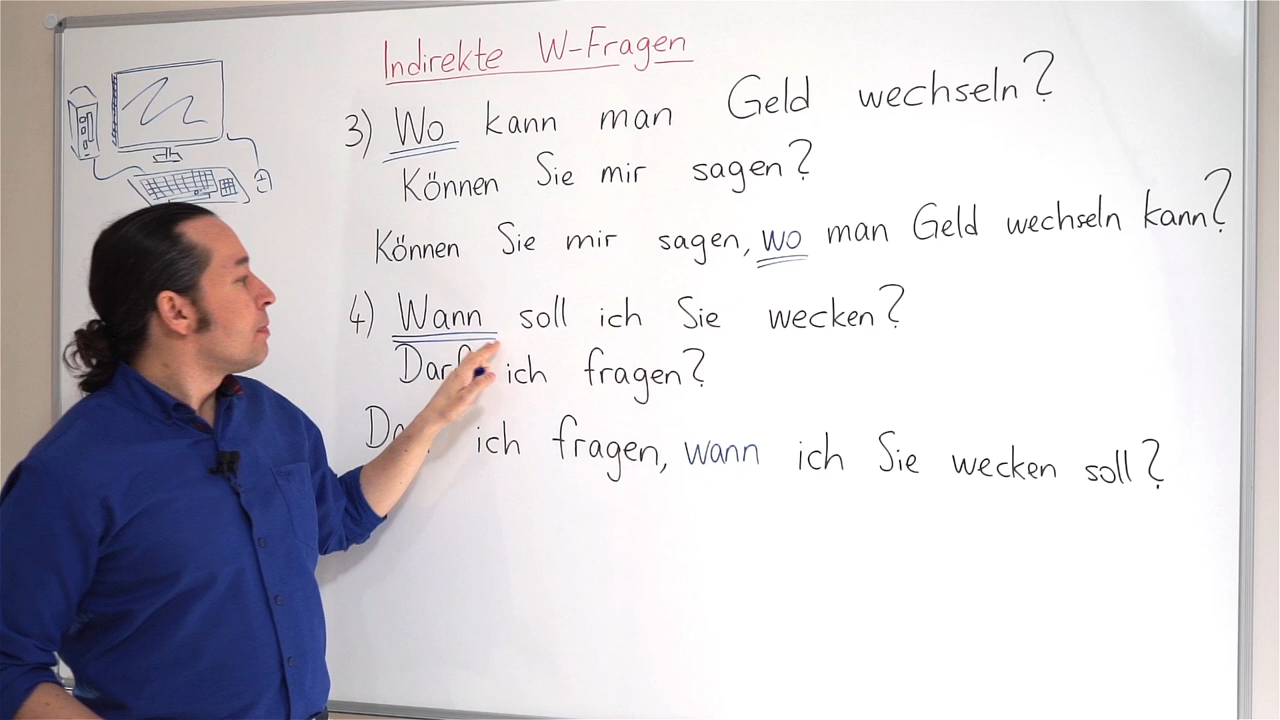 Indirekte W-Fragen
3) Wo kann man Geld wechseln?
Können Sie mir sagen?
Können Sie mir sagen, wo man Geld wechseln kann?
4) Wann soll ich Sie wecken?
Darf ich fragen?
ich fragen, wann ich Sie wecken soll?